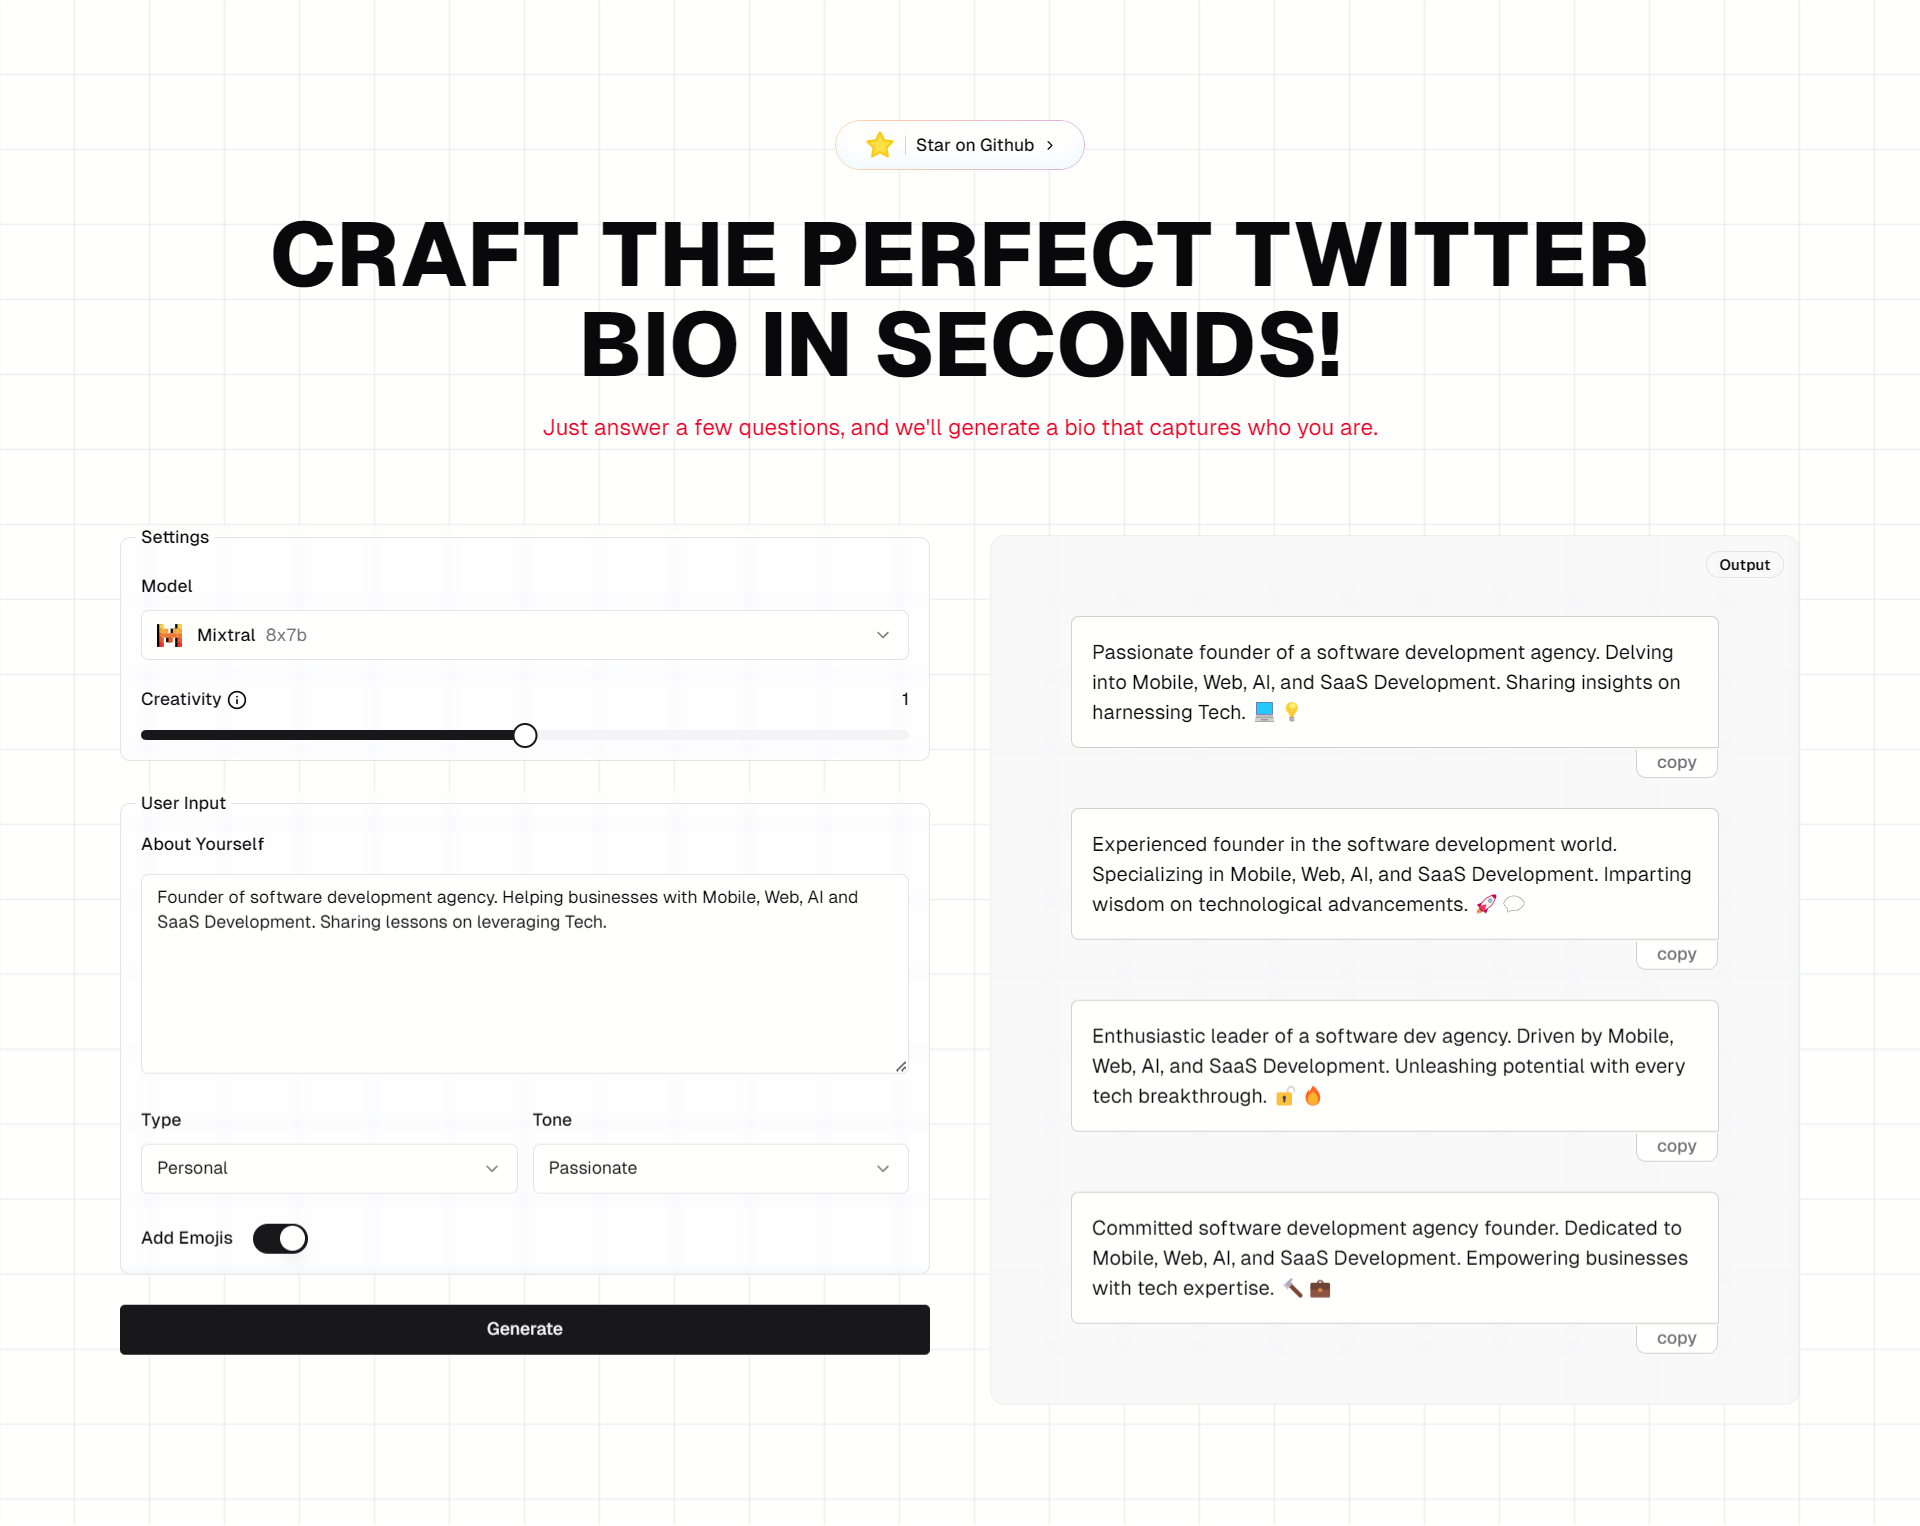 ⭐ Star on Github
CRAFT THE PERFECT TWITTER
BIO IN SECONDS!
Just answer a few questions, and we'll generate a bio that captures who you are.
Settings
Model
Mixtral 8x7b
Creativity 1
User Input
About Yourself
Founder of software development agency. Helping businesses with Mobile, Web, AI and
SaaS Development. Sharing lessons on leveraging Tech.
Type
Tone
Personal
Passionate
Add Emojis
Generate
Output
Passionate founder of a software development agency. Delving
into Mobile, Web, AI, and SaaS Development. Sharing insights on
harnessing Tech. 💻 💡
copy
Experienced founder in the software development world.
Specializing in Mobile, Web, AI, and SaaS Development. Imparting
wisdom on technological advancements. 🚀 💬
copy
Enthusiastic leader of a software dev agency. Driven by Mobile,
Web, AI, and SaaS Development. Unleashing potential with every
tech breakthrough. 🔓 🔥
copy
Committed software development agency founder. Dedicated to
Mobile, Web, AI, and SaaS Development. Empowering businesses
with tech expertise. 🔨 💼
copy